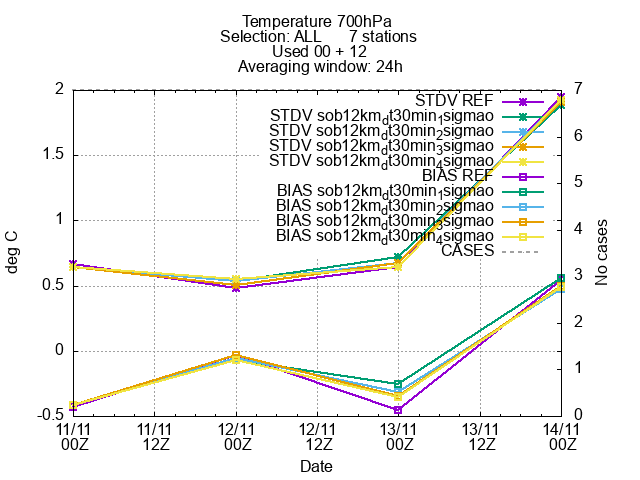 Temperature 700hPa
Selection: ALL 7 stations
Used 00 + 12
Averaging window: 24h
2 7
STDV REF
STDV sob12km_dt30min_1sigmao
STDV sob12km_dt30min_2sigmao
STDV sob12km_dt30min_3sigmao
STDV sob12km_dt30min_4sigmao
BIAS REF
BIAS sob12km_dt30min_1sigmao
BIAS sob12km_dt30min_2sigmao
BIAS sob12km_dt30min_3sigmao
BIAS sob12km_dt30min_4sigmao
CASES
1.5
1
0.5
0
-0.5
6
5
4
3
2
1
0
deg C
No cases
11/11 11/11 12/11 12/11 13/11 13/11 14/11
00Z 12Z 00Z 12Z 00Z 12Z 00Z
Date